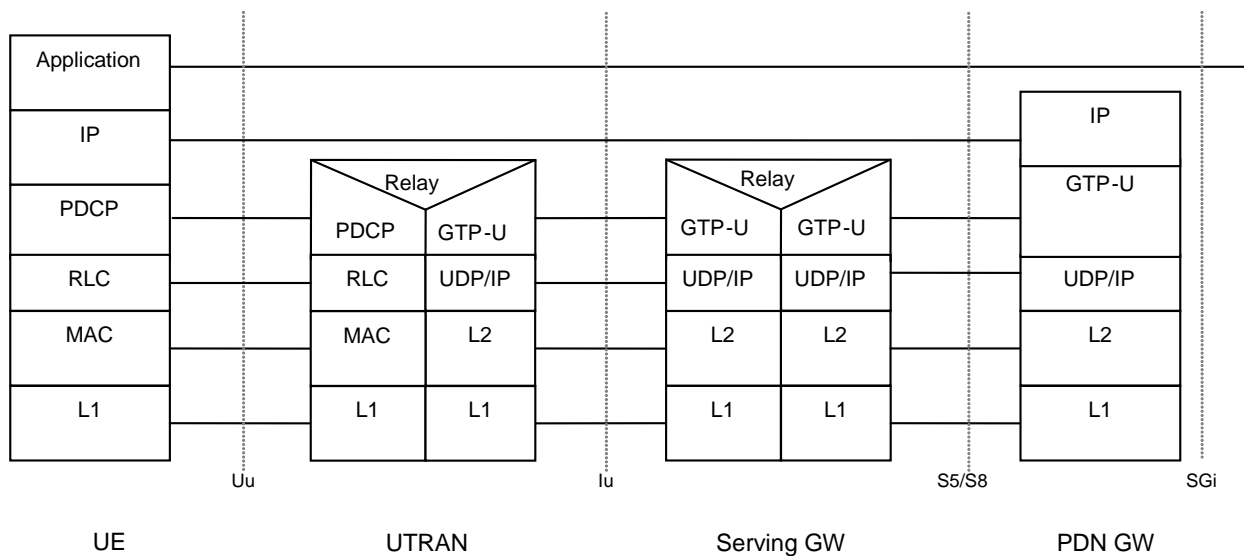 Application
IP
IP
Relay
Relay
GTP-U
PDCP
PDCP
GTP-U
GTP-U
GTP-U
RLC
RLC
UDP/IP
UDP/IP
UDP/IP
UDP/IP
MAC
MAC
L2
L2
L2
L2
L1
L1
L1
L1
L1
L1
Uu
Iu
S5/S8
SGi
UE
UTRAN
Serving GW
PDN GW